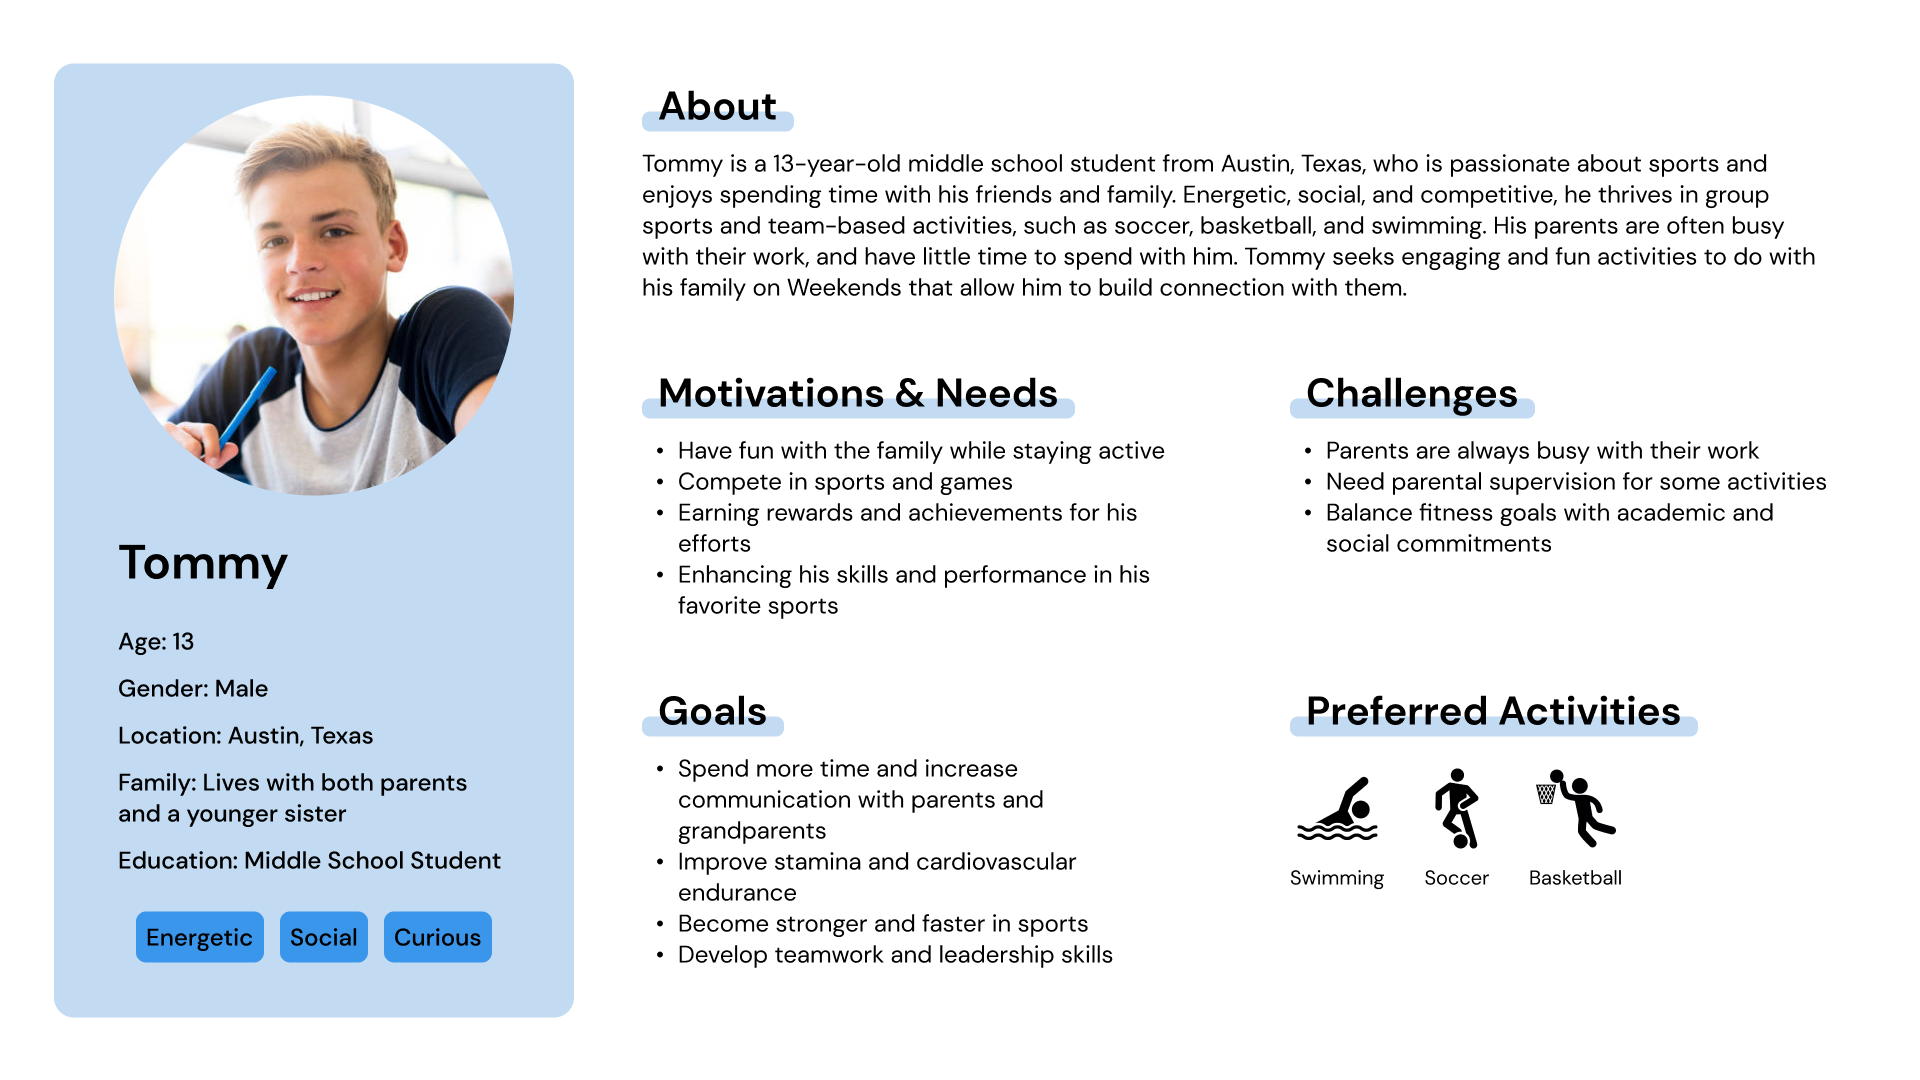 Tommy
Age: 13
Gender: Male
Location: Austin, Texas
Family: Lives with both parents
and a younger sister
Education: Middle School Student
Energetic Social Curious
About
Tommy is a 13-year-old middle school student from Austin, Texas, who is passionate about sports and
enjoys spending time with his friends and family. Energetic, social, and competitive, he thrives in group
sports and team-based activities, such as soccer, basketball, and swimming. His parents are often busy
with their work, and have little time to spend with him. Tommy seeks engaging and fun activities to do with
his family on Weekends that allow him to build connection with them.
Motivations & Needs
• Have fun with the family while staying active
• Compete in sports and games
• Earning rewards and achievements for his
efforts
• Enhancing his skills and performance in his
favorite sports
Challenges
• Parents are always busy with their work
• Need parental supervision for some activities
• Balance fitness goals with academic and
social commitments
Goals
• Spend more time and increase
communication with parents and
grandparents
• Improve stamina and cardiovascular
endurance
• Become stronger and faster in sports
• Develop teamwork and leadership skills
Preferred Activities
Swimming Soccer Basketball